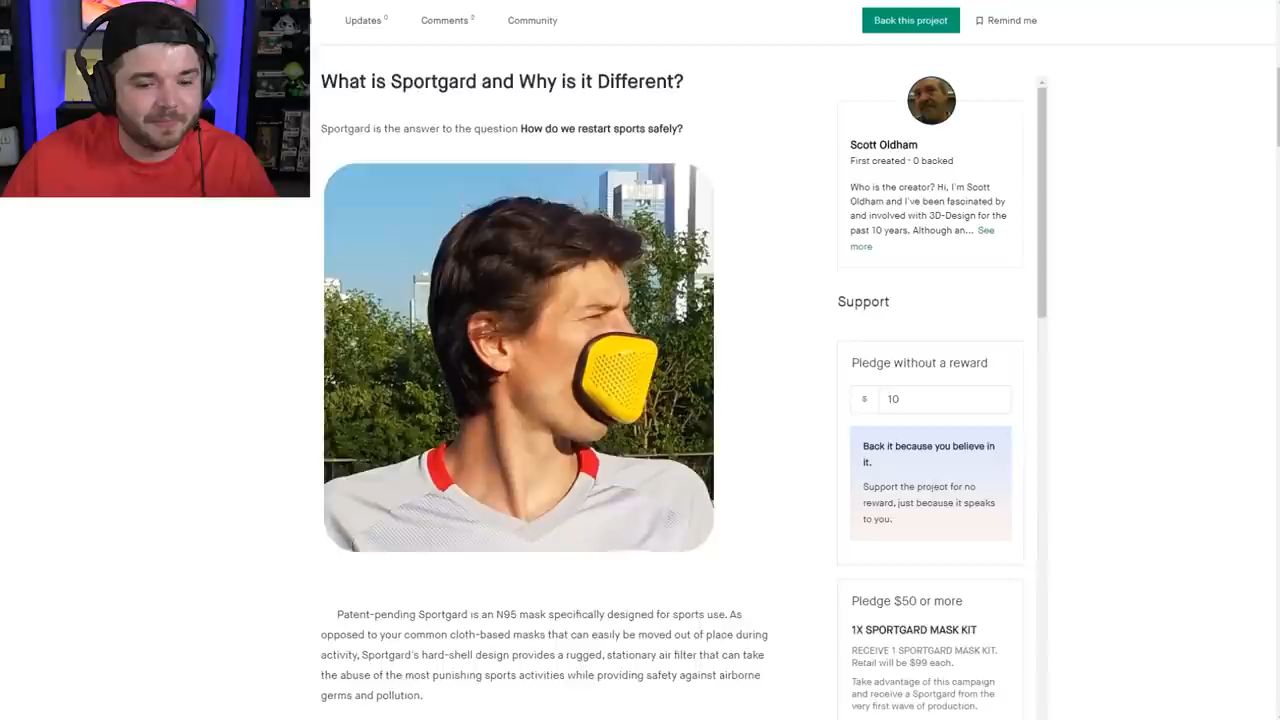 Updates 0
Comments 0
Community
Back this project
Remind me
What is Sportgard and Why is it Different?
Sportgard is the answer to the question How do we restart sports safely?
Patent-pending Sportgard is an N95 mask specifically designed for sports use. As
opposed to your common cloth-based masks that can easily be moved out of place during
activity, Sportgard's hard-shell design provides a rugged, stationary air filter that can take
the abuse of the most punishing sports activities while providing safety against airborne
germs and pollution.
Scott Oldham
First created · 0 backed
Who is the creator? Hi, I'm Scott
Oldham and I've been fascinated by
and involved with 3D-Design for the
past 10 years. Although an... See
more
Support
Pledge without a reward
$ 10
Back it because you believe in
it.
Support the project for no
reward, just because it speaks
to you.
Pledge $50 or more
1X SPORTGARD MASK KIT
RECEIVE 1 SPORTGARD MASK KIT.
Retail will be $99 each.
Take advantage of this campaign
and receive a Sportgard from the
very first wave of production.